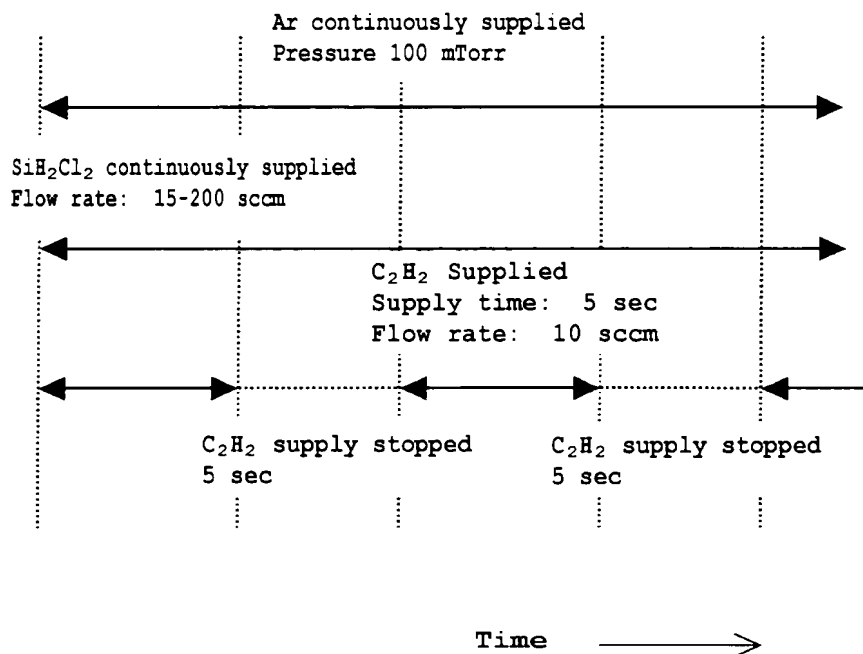 Ar continuously supplied
Pressure 100 mTorr
SiH₂Cl₂ continuously supplied
Flow rate: 15-200 sccm
C₂H₂ Supplied
Supply time: 5 sec
Flow rate: 10 sccm
C₂H₂ supply stopped
5 sec
C₂H₂ supply stopped
5 sec
Time